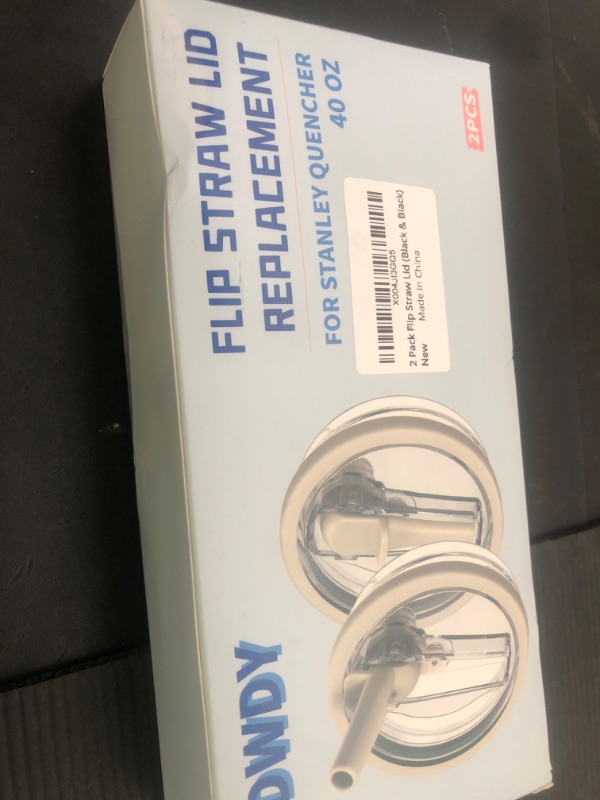 FLIP STRAW LID
REPLACEMENT
FOR STANLEY QUENCHER
40 OZ
2PCS
X004JI3GO5
2 Pack Flip Straw Lid (Black & Black)
New
Made in China
OWDY